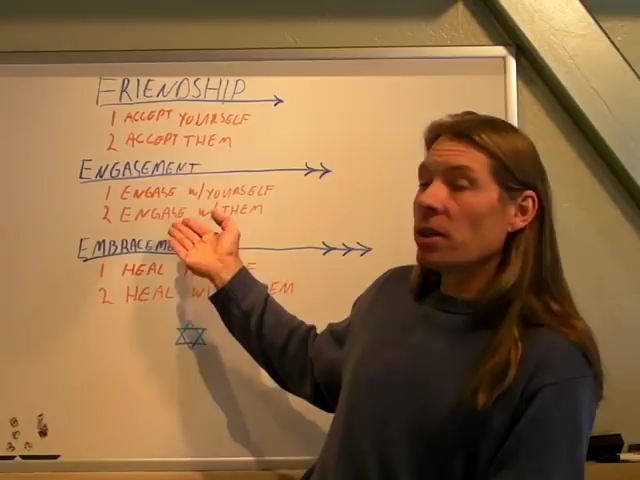 FRIENDSHIP
1 ACCEPT YOURSELF
2 ACCEPT THEM
ENGAGEMENT
1 ENGAGE W/YOURSELF
2 ENGAGE W/THEM
1 HEAL
2 HEAL